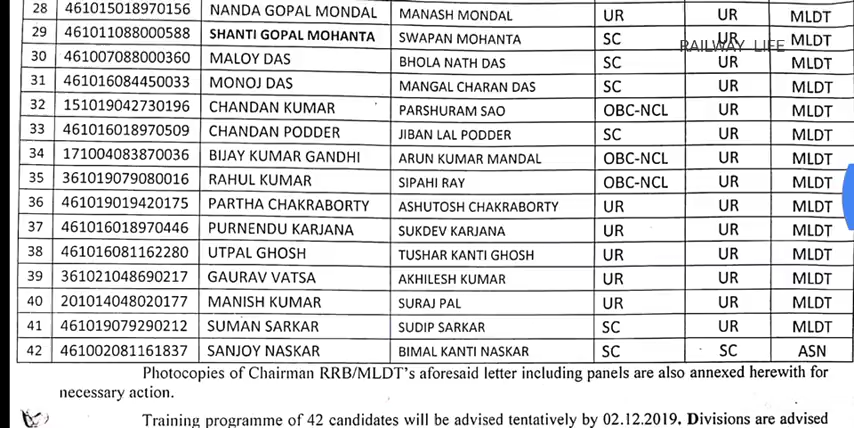 28 461015018970156 NANDA GOPAL MONDAL MANASH MONDAL UR UR MLDT
29 461011088000588 SHANTI GOPAL MOHANTA SWAPAN MOHANTA SC UR MLDT
RAILWAY LIFE
30 461007088000360 MALOY DAS BHOLA NATH DAS SC UR MLDT
31 461016084450033 MONOJ DAS MANGAL CHARAN DAS SC UR MLDT
32 151019042730196 CHANDAN KUMAR PARSHURAM SAO OBC-NCL UR MLDT
33 461016018970509 CHANDAN PODDER JIBAN LAL PODDER SC UR MLDT
34 171004083870036 BIJAY KUMAR GANDHI ARUN KUMAR MANDAL OBC-NCL UR MLDT
35 361019079080016 RAHUL KUMAR SIPAHI RAY OBC-NCL UR MLDT
36 461019019420175 PARTHA CHAKRABORTY ASHUTOSH CHAKRABORTY UR UR MLDT
37 461016018970446 PURNENDU KARJANA SUKDEV KARJANA UR UR MLDT
38 461016081162280 UTPAL GHOSH TUSHAR KANTI GHOSH UR UR MLDT
39 361021048690217 GAURAV VATSA AKHILESH KUMAR UR UR MLDT
40 201014048020177 MANISH KUMAR SURAJ PAL UR UR MLDT
41 461019079290212 SUMAN SARKAR SUDIP SARKAR SC UR MLDT
42 461002081161837 SANJOY NASKAR BIMAL KANTI NASKAR SC SC ASN
Photocopies of Chairman RRB/MLDT's aforesaid letter including panels are also annexed herewith for
necessary action.
Training programme of 42 candidates will be advised tentatively by 02.12.2019. Divisions are advised